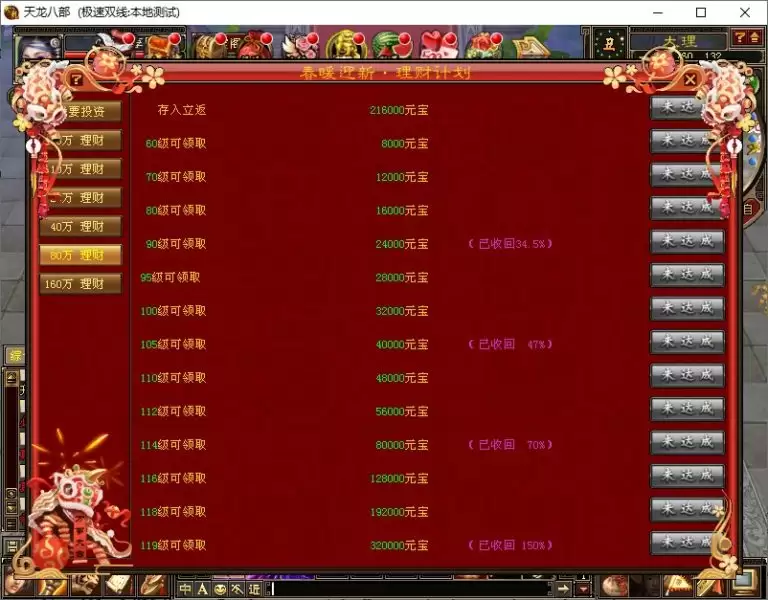 天龙八部 (极速双线:本地测试)
丑
大理
春暖迎新·理财计划
要投资
万 理财
10万 理财
万 理财
40万 理财
80万 理财
160万 理财
存入立返 216000元宝 未达
60级可领取 8000元宝 未达成
70级可领取 12000元宝 未达
80级可领取 16000元宝 未达成
90级可领取 24000元宝 (已收回34.5%) 未达成
95级可领取 28000元宝 未达成
100级可领取 32000元宝 未达成
105级可领取 40000元宝 (已收回 47%) 未达成
110级可领取 48000元宝 未达成
112级可领取 56000元宝 未达成
114级可领取 80000元宝 (已收回 70%) 未达成
116级可领取 128000元宝 未达成
118级可领取 192000元宝 未达成
119级可领取 320000元宝 (已收回 150%) 未达成
中 A 近